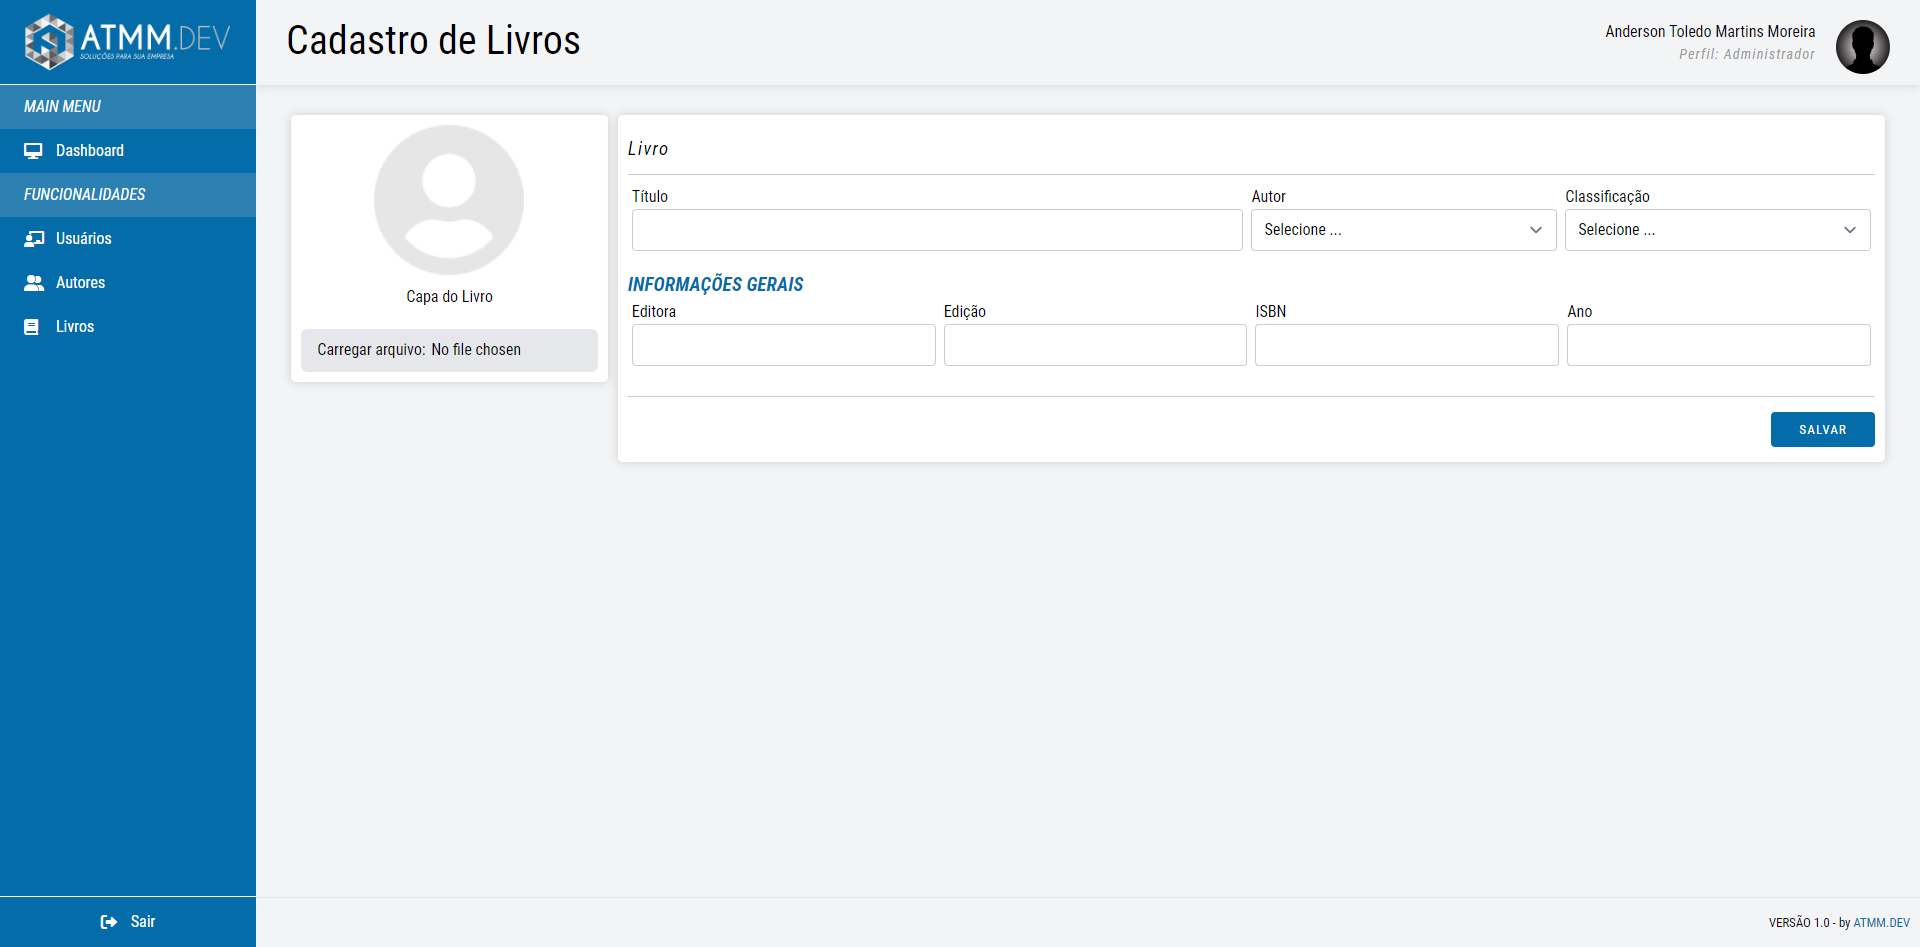 ATMM.DEV
SOLUÇÕES PARA SUA EMPRESA
MAIN MENU
Dashboard
FUNCIONALIDADES
Usuários
Autores
Livros
Sair
Cadastro de Livros
Anderson Toledo Martins Moreira
Perfil: Administrador
Capa do Livro
Carregar arquivo: No file chosen
Livro
Título
Autor
Classificação
Selecione ...
Selecione ...
INFORMAÇÕES GERAIS
Editora
Edição
ISBN
Ano
SALVAR
VERSÃO 1.0 - by ATMM.DEV